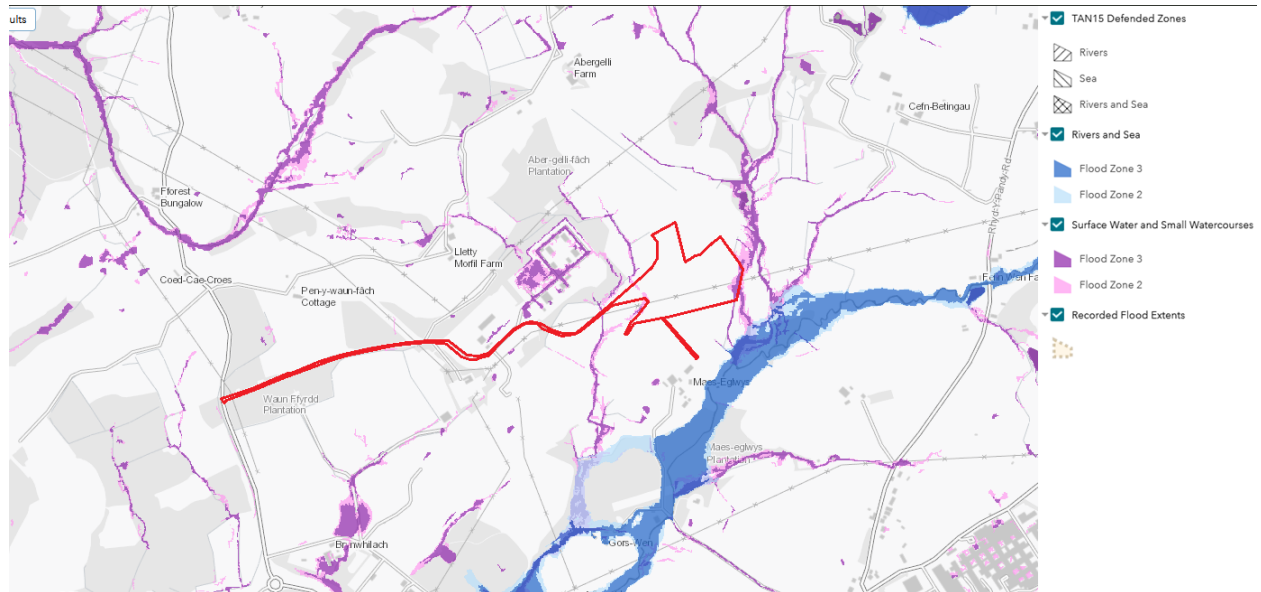 ults
Abergelli
Farm
Cefn-Betingau
Aber-gelli-fâch
Plantation
Rhyd-Y-Pandy Rd
Fforest
Bungalow
Lletty
Morfil Farm
Coed-Cae Croes
Pen-y-waun-fâch
Cottage
Waun Ffyrdd
Plantation
Maes-Eglwys
Maes-eglwys
Plantation
Gors-Wen
TAN15 Defended Zones
Rivers
Sea
Rivers and Sea
Rivers and Sea
Flood Zone 3
Flood Zone 2
Surface Water and Small Watercourses
Flood Zone 3
Flood Zone 2
Recorded Flood Extents